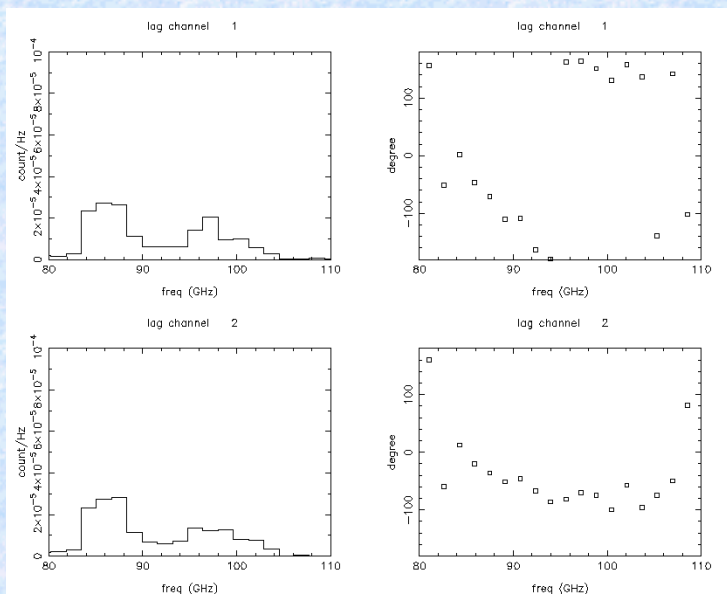 lag channel 1
count/Hz
0 2×10⁻⁵ 4×10⁻⁵ 6×10⁻⁵ 8×10⁻⁵ 10⁻⁴
80 90 100 110
freq (GHz)
lag channel 1
degree
-100 0 100
80 90 100 110
freq (GHz)
lag channel 2
count/Hz
0 2×10⁻⁵ 4×10⁻⁵ 6×10⁻⁵ 8×10⁻⁵ 10⁻⁴
80 90 100 110
freq (GHz)
lag channel 2
degree
-100 0 100
80 90 100 110
freq (GHz)